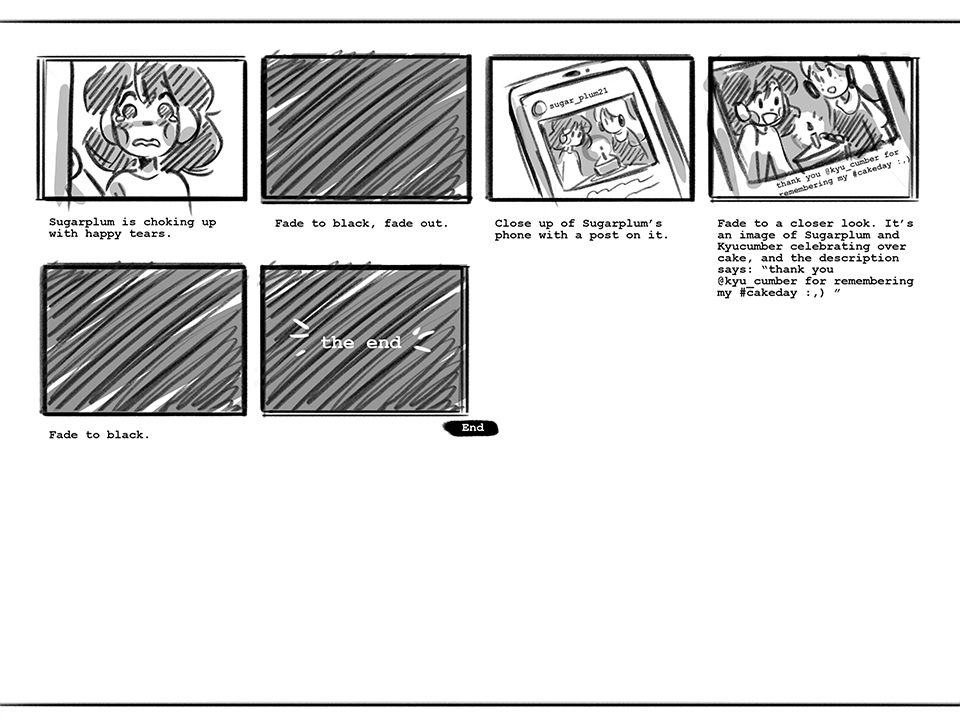 Sugarplum is choking up
with happy tears.
Fade to black, fade out.
sugar_plum21
Close up of Sugarplum's
phone with a post on it.
thank you @kyu_cumber for
remembering my #cakeday :,)
Fade to a closer look. It's
an image of Sugarplum and
Kyucumber celebrating over
cake, and the description
says: “thank you
@kyu_cumber for remembering
my #cakeday :,) ”
Fade to black.
the end
End